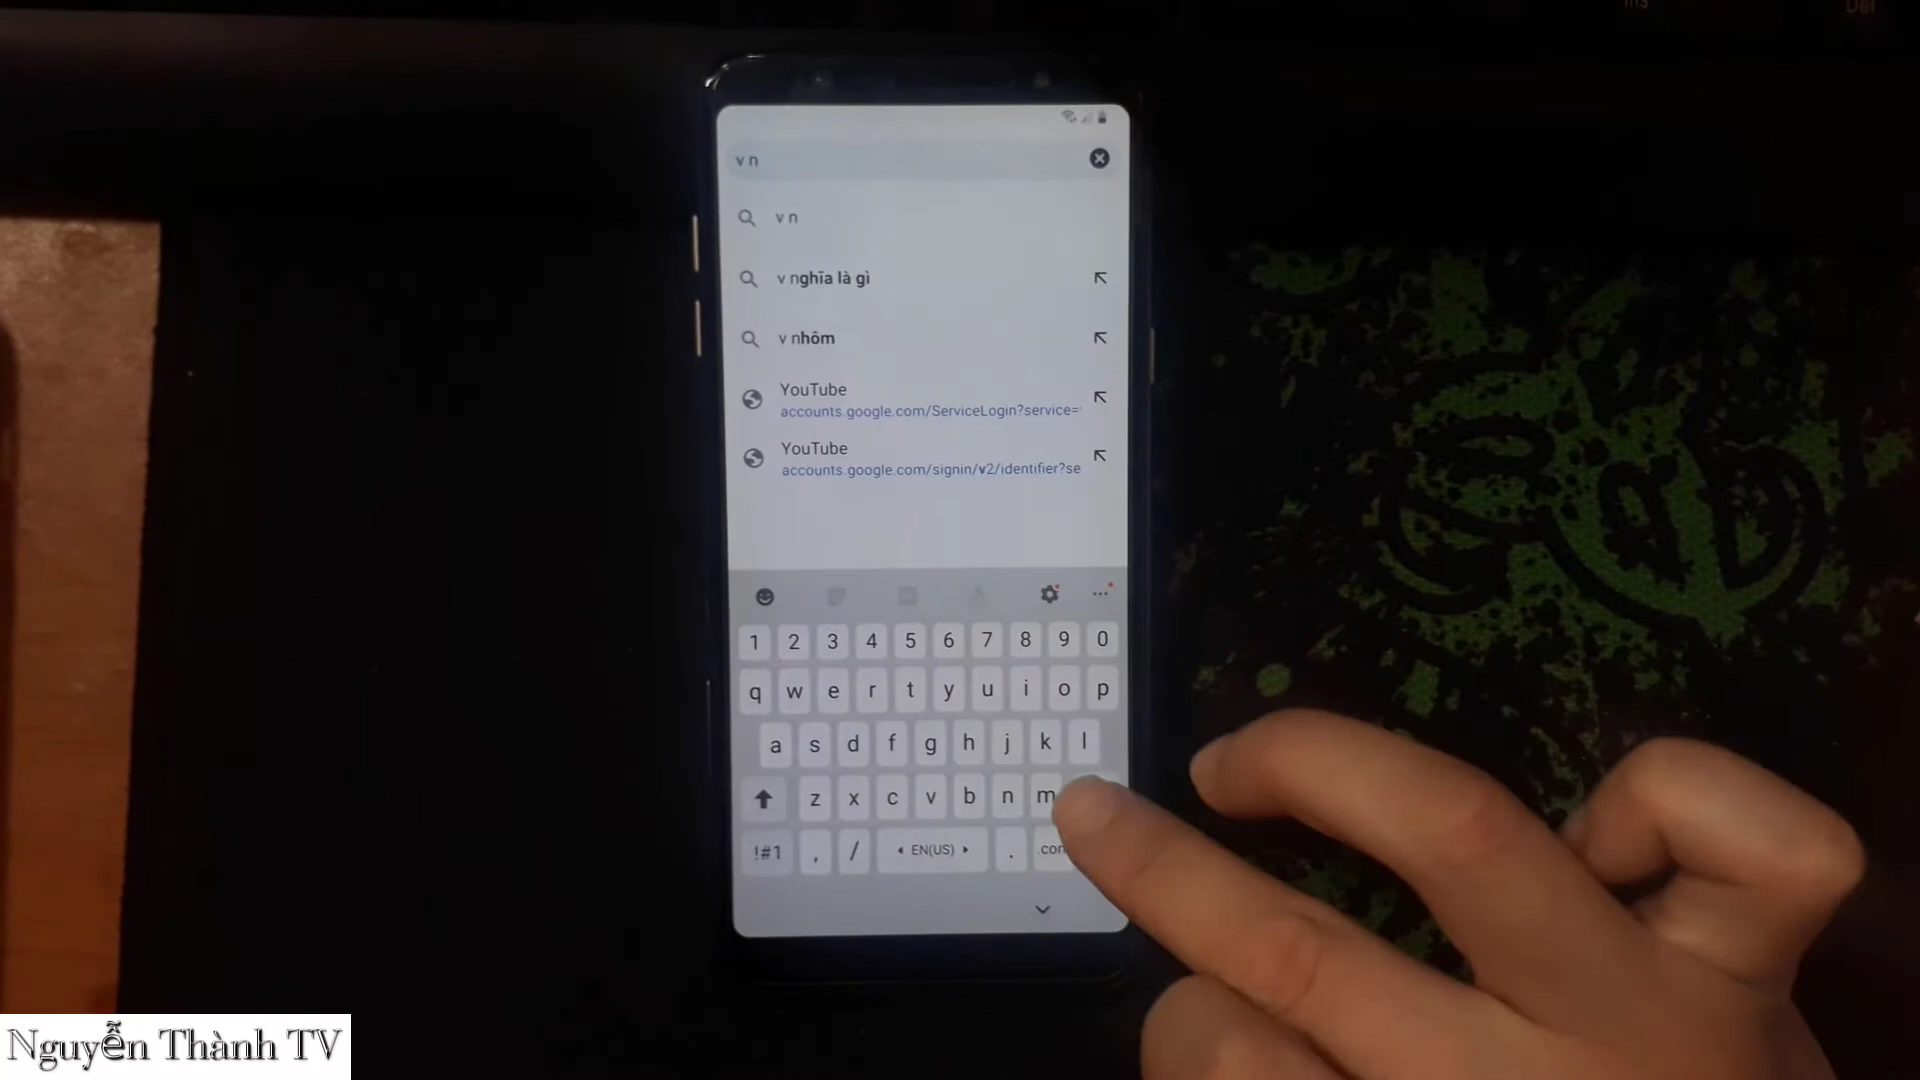 Del
v n
v n
v nghĩa là gì
v nhôm
YouTube
accounts.google.com/ServiceLogin?service=
YouTube
accounts.google.com/signin/v2/identifier?se
1 2 3 4 5 6 7 8 9 0
q w e r t y u i o p
a s d f g h j k l
z x c v b n m
!#1 , / EN(US) . .com
Nguyễn Thành TV